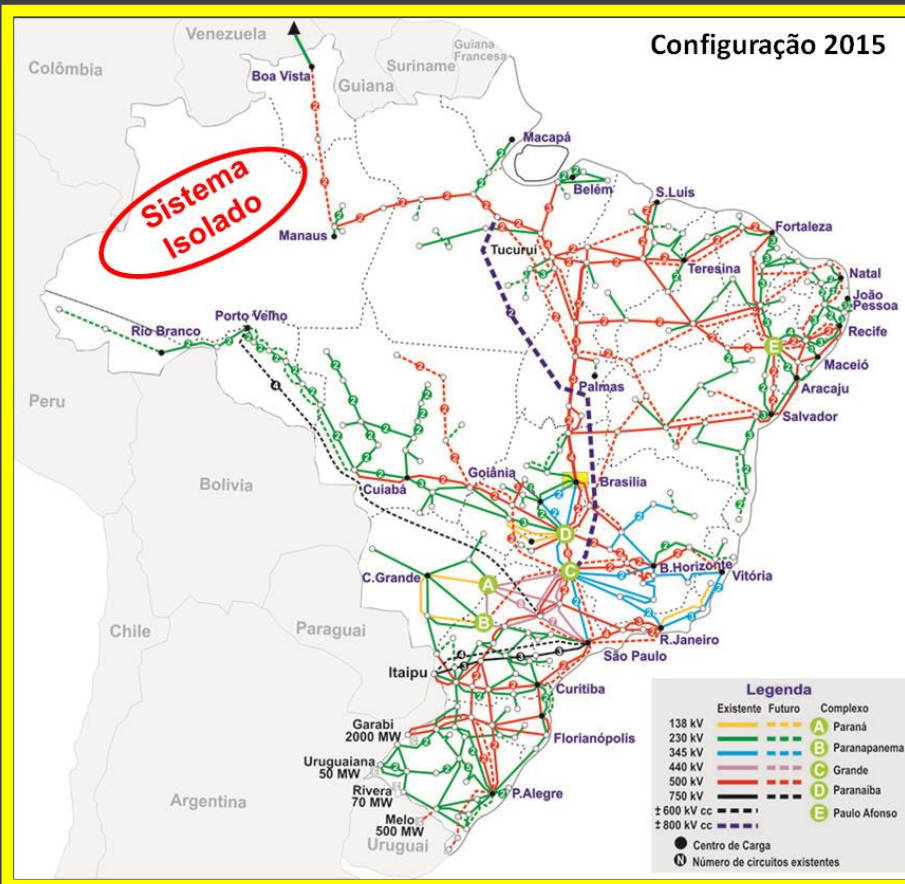 Configuração 2015
Venezuela
Guiana
Francesa
Suriname
Guiana
Colômbia
Boa Vista
Macapá
Sistema
Isolado
Belém
S.Luís
Manaus
Fortaleza
Tucuruí
Teresina
Natal
João
Pessoa
Porto Velho
Rio Branco
Recife
E
Maceió
Palmas
Aracaju
Peru
Salvador
Goiânia
Brasília
Cuiabá
Bolívia
D
C
B.Horizonte
Vitória
C.Grande
A
B
Paraguai
R.Janeiro
Chile
São Paulo
Itaipu
Curitiba
Garabi
2000 MW
Florianópolis
Uruguaiana
50 MW
Rivera
70 MW
P.Alegre
Melo
500 MW
Argentina
Uruguai
Legenda
Existente Futuro Complexo
138 kV A Paraná
230 kV
345 kV B Paranapanema
440 kV C Grande
500 kV D Paranaíba
750 kV
±600 kV cc E Paulo Afonso
±800 kV cc
Centro de Carga
N Número de circuitos existentes